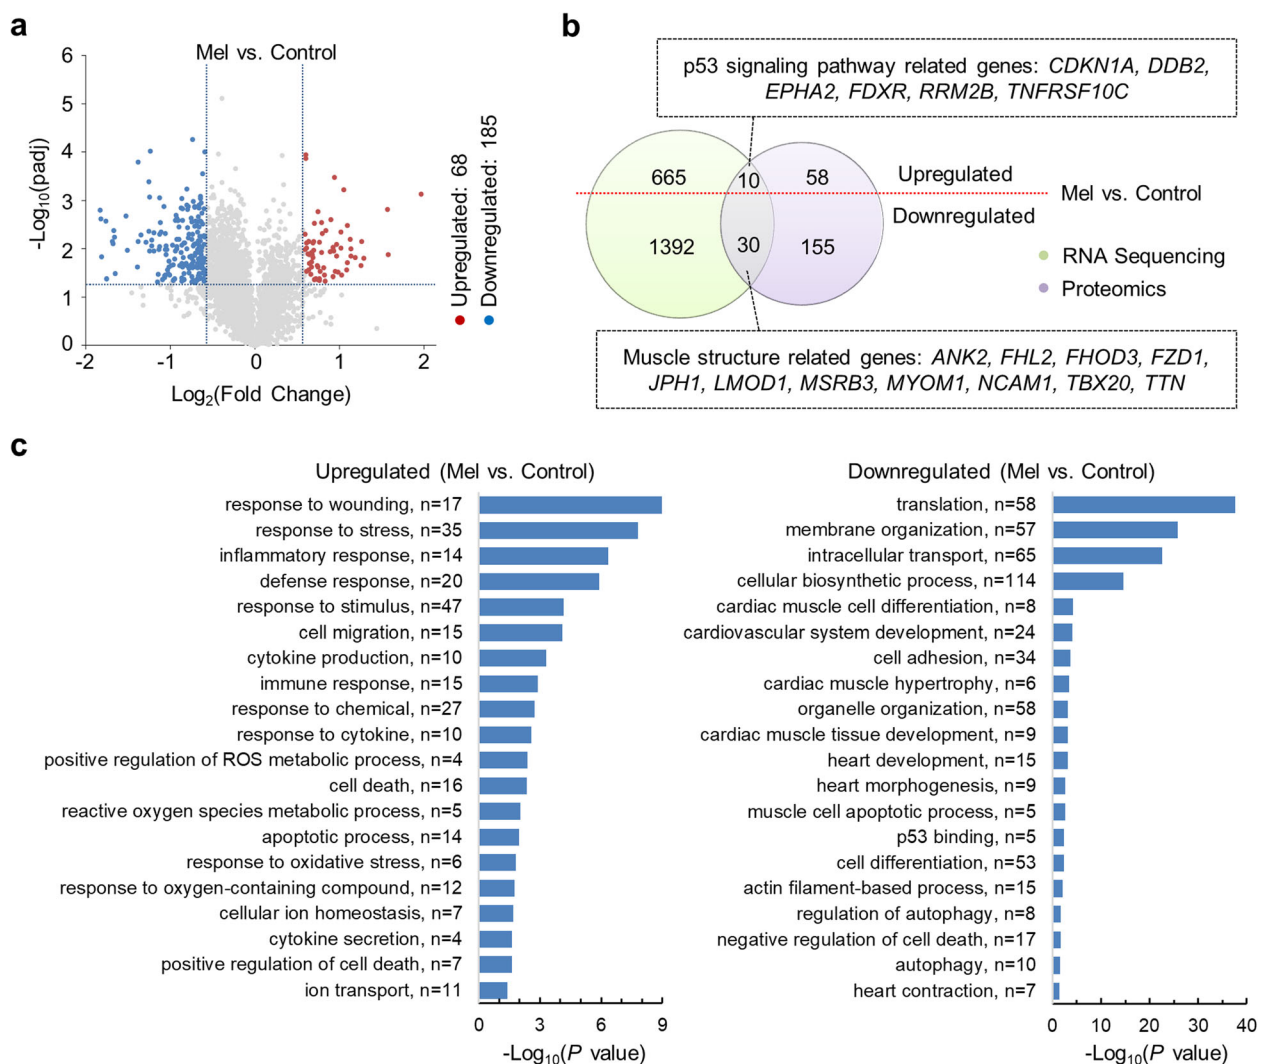 a
Mel vs. Control
6
5
4
3
2
1
0
-Log10(padj)
-2
-1
0
1
2
Log2(Fold Change)
Upregulated: 68
Downregulated: 185
b
p53 signaling pathway related genes: CDKN1A, DDB2,
EPHA2, FDXR, RRM2B, TNFRSF10C
665
10
58
Upregulated
Mel vs. Control
Downregulated
1392
30
155
RNA Sequencing
Proteomics
Muscle structure related genes: ANK2, FHL2, FHOD3, FZD1,
JPH1, LMOD1, MSRB3, MYOM1, NCAM1, TBX20, TTN
c
Upregulated (Mel vs. Control)
response to wounding, n=17
response to stress, n=35
inflammatory response, n=14
defense response, n=20
response to stimulus, n=47
cell migration, n=15
cytokine production, n=10
immune response, n=15
response to chemical, n=27
response to cytokine, n=10
positive regulation of ROS metabolic process, n=4
cell death, n=16
reactive oxygen species metabolic process, n=5
apoptotic process, n=14
response to oxidative stress, n=6
response to oxygen-containing compound, n=12
cellular ion homeostasis, n=7
cytokine secretion, n=4
positive regulation of cell death, n=7
ion transport, n=11
0
3
6
9
-Log10(P value)
Downregulated (Mel vs. Control)
translation, n=58
membrane organization, n=57
intracellular transport, n=65
cellular biosynthetic process, n=114
cardiac muscle cell differentiation, n=8
cardiovascular system development, n=24
cell adhesion, n=34
cardiac muscle hypertrophy, n=6
organelle organization, n=58
cardiac muscle tissue development, n=9
heart development, n=15
heart morphogenesis, n=9
muscle cell apoptotic process, n=5
p53 binding, n=5
cell differentiation, n=53
actin filament-based process, n=15
regulation of autophagy, n=8
negative regulation of cell death, n=17
autophagy, n=10
heart contraction, n=7
0
10
20
30
40
-Log10(P value)